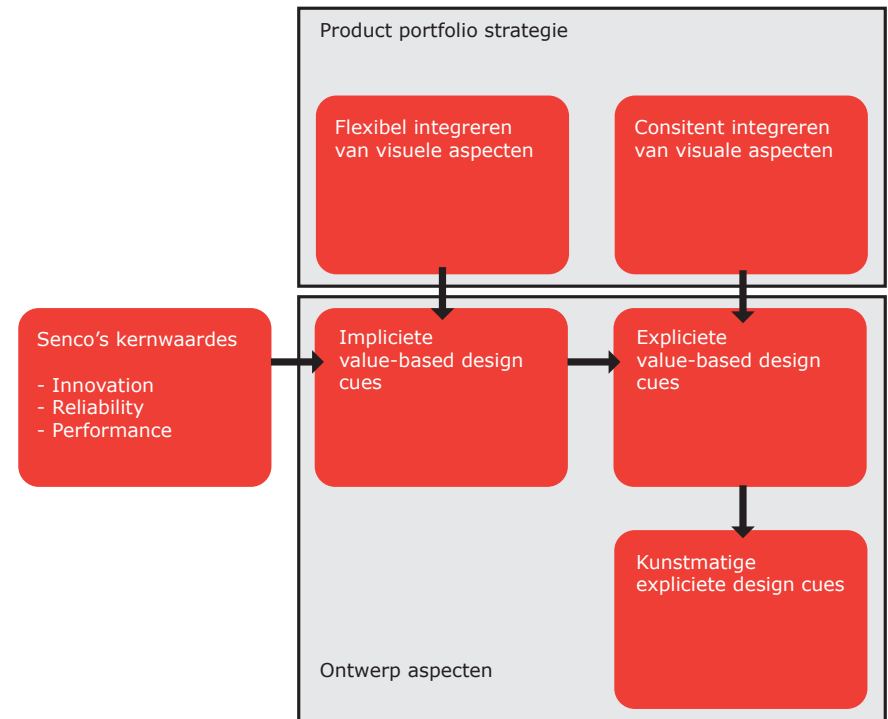 Product portfolio strategie
Flexibel integreren
van visuele aspecten
Consitent integreren
van visuale aspecten
Senco’s kernwaardes
- Innovation
- Reliability
- Performance
Impliciete
value-based design
cues
Expliciete
value-based design
cues
Kunstmatige
expliciete design cues
Ontwerp aspecten